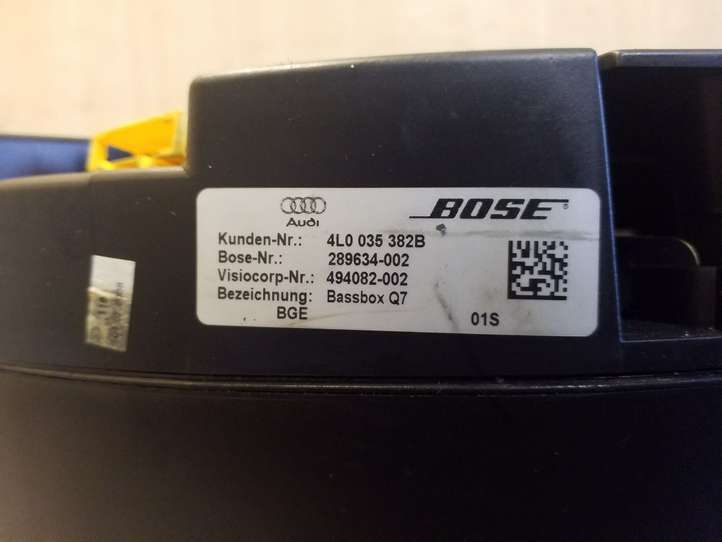 Audi BOSE
Kunden-Nr.: 4L0 035 382B
Bose-Nr.: 289634-002
Visiocorp-Nr.: 494082-002
Bezeichnung: Bassbox Q7
BGE 01S